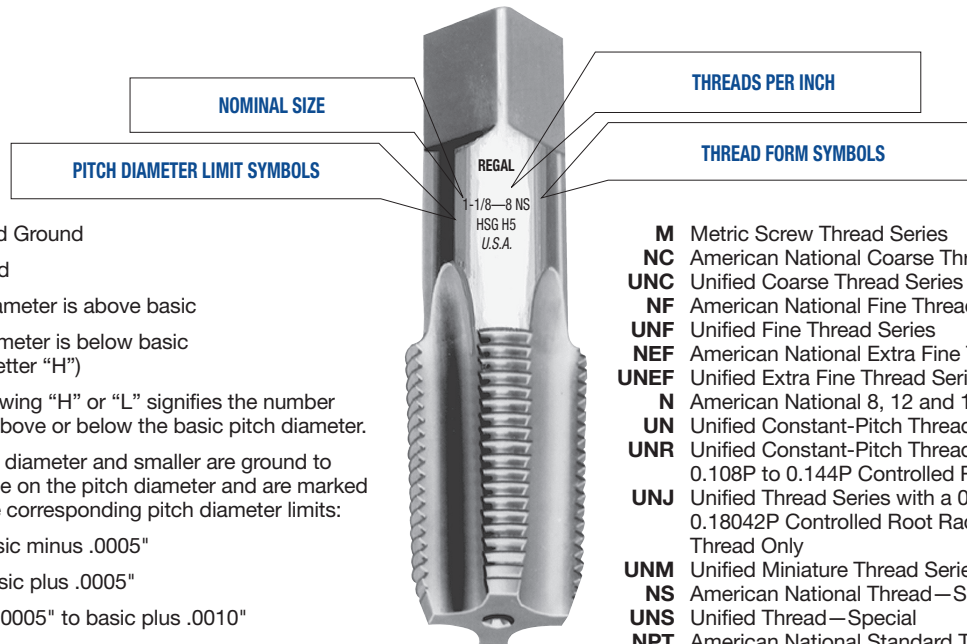 NOMINAL SIZE
PITCH DIAMETER LIMIT SYMBOLS
THREADS PER INCH
THREAD FORM SYMBOLS
REGAL
1-1/8—8 NS
HSG H5
U.S.A.
Ground
ameter is above basic
meter is below basic
etter “H”)
wing “H” or “L” signifies the number
bove or below the basic pitch diameter.
diameter and smaller are ground to
e on the pitch diameter and are marked
corresponding pitch diameter limits:
sic minus .0005"
sic plus .0005"
.0005" to basic plus .0010"
M Metric Screw Thread Series
NC American National Coarse Thr
UNC Unified Coarse Thread Series
NF American National Fine Thread
UNF Unified Fine Thread Series
NEF American National Extra Fine
UNEF Unified Extra Fine Thread Seri
N American National 8, 12 and 1
UN Unified Constant-Pitch Thread
UNR Unified Constant-Pitch Thread
0.108P to 0.144P Controlled
UNJ Unified Thread Series with a 0
0.18042P Controlled Root Rad
Thread Only
UNM Unified Miniature Thread Serie
NS American National Thread—S
UNS Unified Thread—Special
NPT American National Standard T